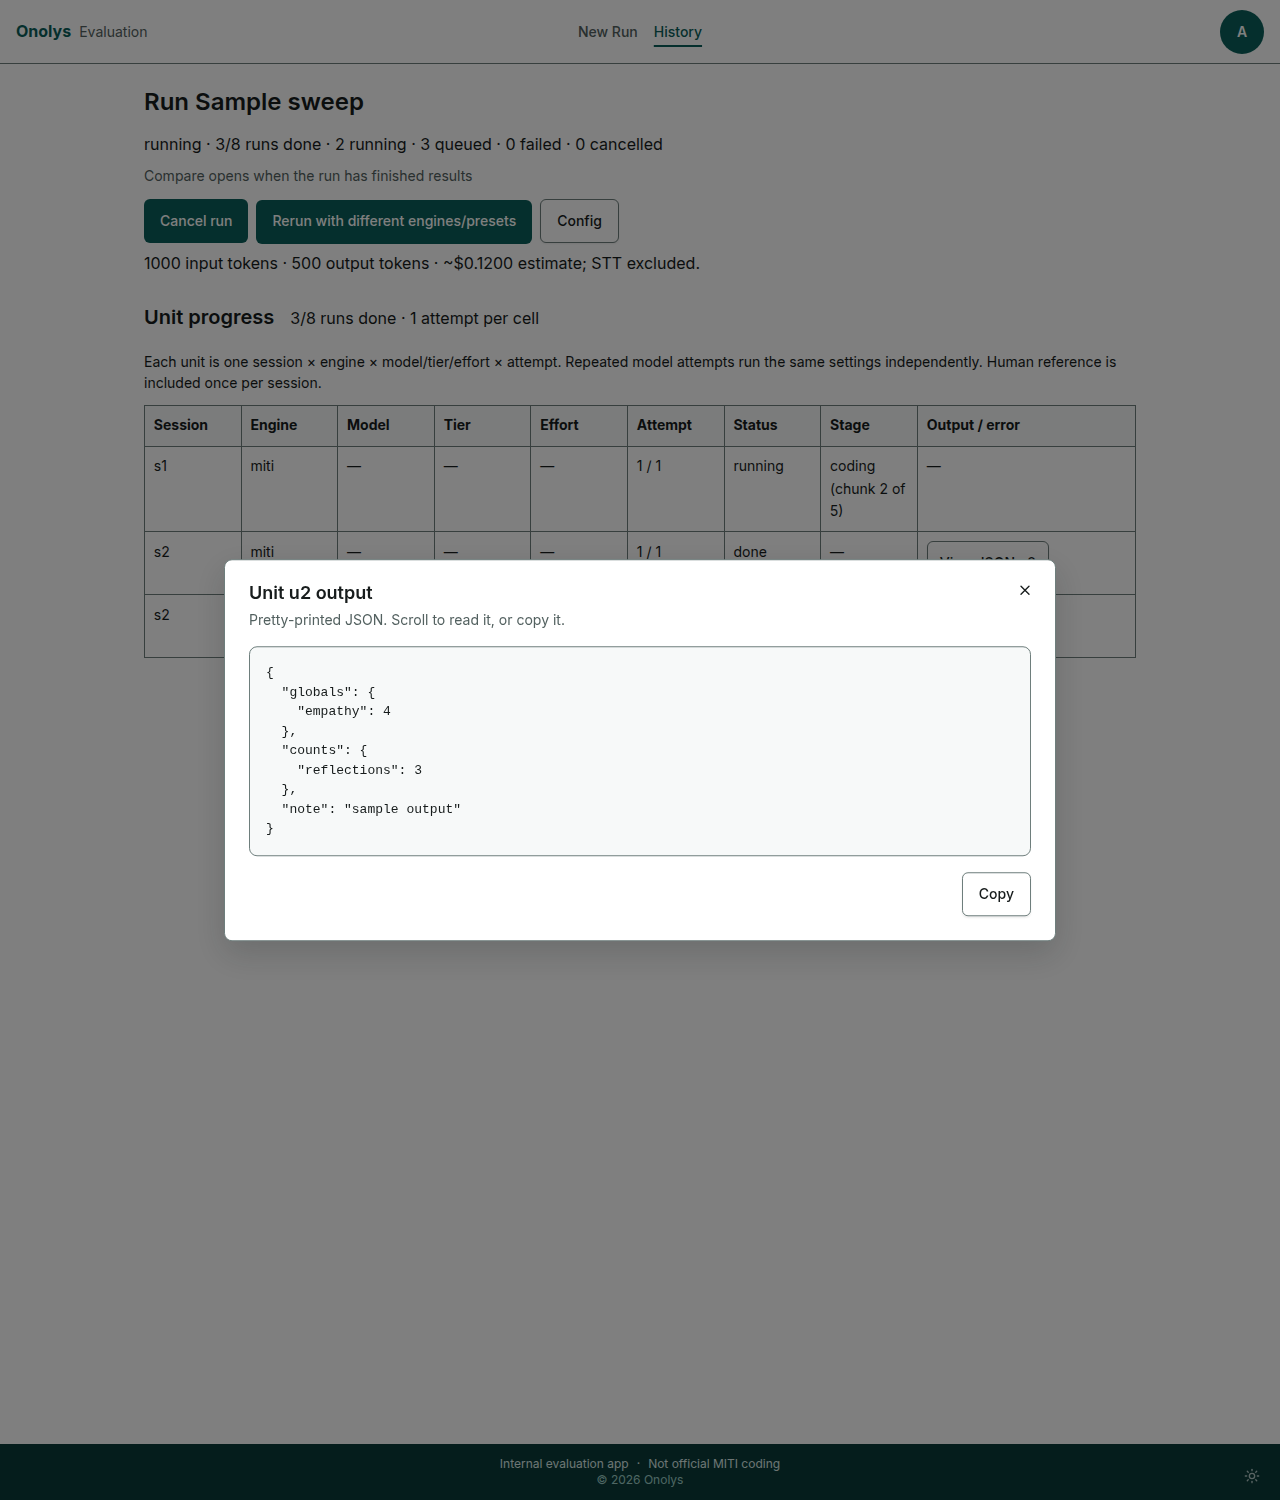 Onolys Evaluation
New Run
History
A
Run Sample sweep
running · 3/8 runs done · 2 running · 3 queued · 0 failed · 0 cancelled
Compare opens when the run has finished results
Cancel run
Rerun with different engines/presets
Config
1000 input tokens · 500 output tokens · ~$0.1200 estimate; STT excluded.
Unit progress 3/8 runs done · 1 attempt per cell
Each unit is one session × engine × model/tier/effort × attempt. Repeated model attempts run the same settings independently. Human reference is
included once per session.
Session Engine Model Tier Effort Attempt Status Stage Output / error
s1 miti — — — 1 / 1 running coding —
(chunk 2 of
5)
s2 miti — — — 1 / 1 done —
s2
Unit u2 output
×
Pretty-printed JSON. Scroll to read it, or copy it.
{
  "globals": {
    "empathy": 4
  },
  "counts": {
    "reflections": 3
  },
  "note": "sample output"
}
Copy
Internal evaluation app · Not official MITI coding
© 2026 Onolys